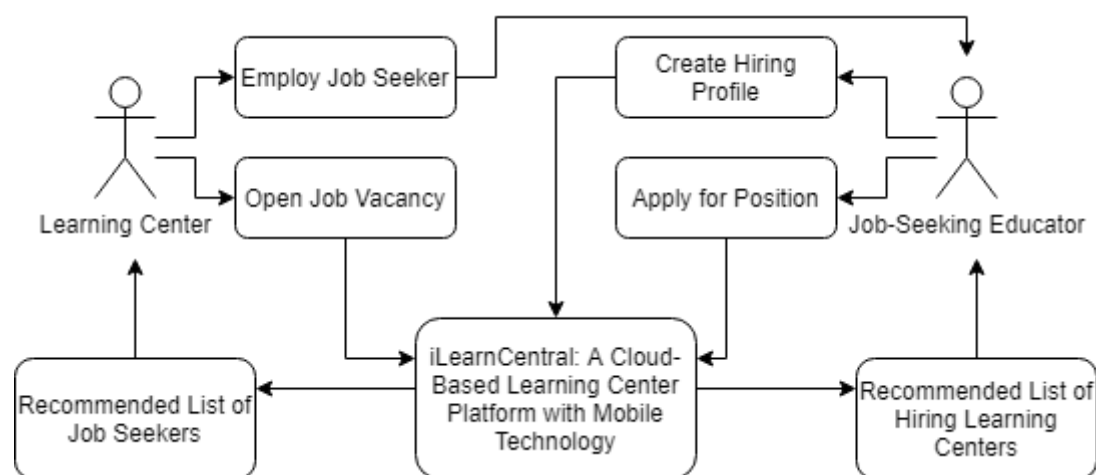 Employ Job Seeker
Create Hiring
Profile
Open Job Vacancy
Apply for Position
Learning Center
Job-Seeking Educator
Recommended List of
Job Seekers
iLearnCentral: A Cloud-
Based Learning Center
Platform with Mobile
Technology
Recommended List of
Hiring Learning
Centers